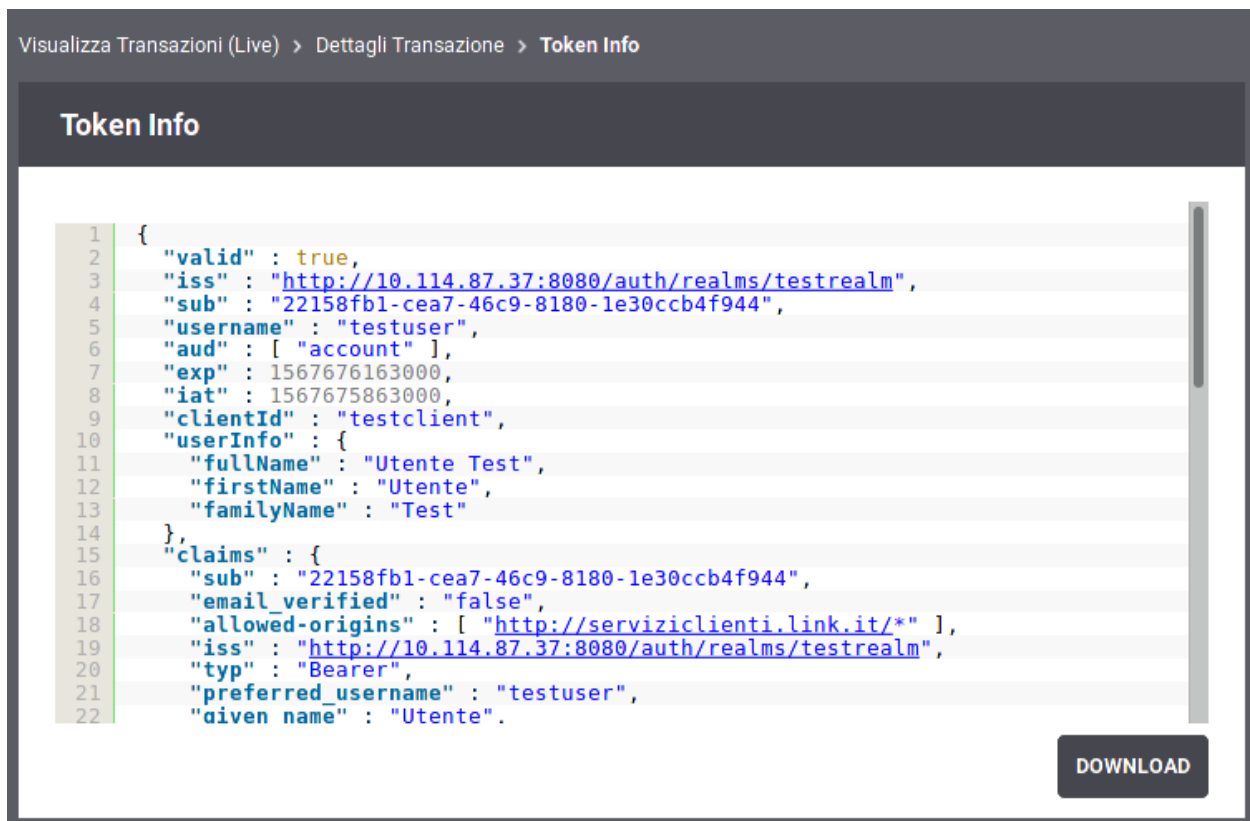 Visualizza Transazioni (Live) > Dettagli Transazione > Token Info
Token Info
1 {
2 "valid" : true,
3 "iss" : "http://10.114.87.37:8080/auth/realms/testrealm",
4 "sub" : "22158fb1-cea7-46c9-8180-1e30ccb4f944",
5 "username" : "testuser",
6 "aud" : [ "account" ],
7 "exp" : 1567676163000,
8 "iat" : 1567675863000,
9 "clientId" : "testclient",
10 "userInfo" : {
11 "fullName" : "Utente Test",
12 "firstName" : "Utente",
13 "familyName" : "Test"
14 },
15 "claims" : {
16 "sub" : "22158fb1-cea7-46c9-8180-1e30ccb4f944",
17 "email_verified" : "false",
18 "allowed-origins" : [ "http://serviziclienti.link.it/*" ],
19 "iss" : "http://10.114.87.37:8080/auth/realms/testrealm",
20 "typ" : "Bearer",
21 "preferred_username" : "testuser",
22 "given_name" : "Utente",
DOWNLOAD